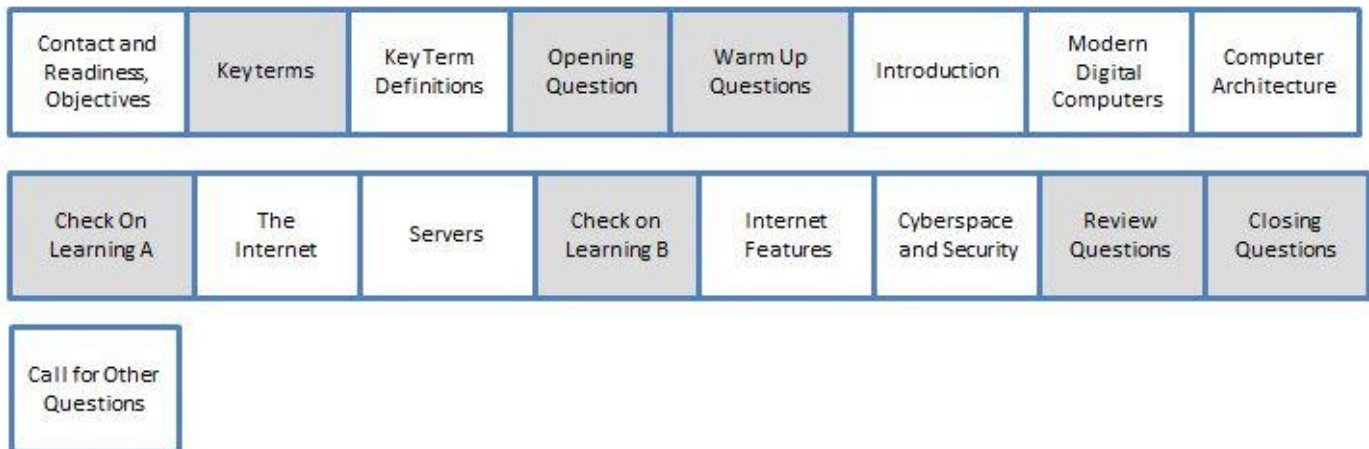 Contact and
Readiness,
Objectives
Key terms
Key Term
Definitions
Opening
Question
Warm Up
Questions
Introduction
Modern
Digital
Computers
Computer
Architecture
Check On
Learning A
The
Internet
Servers
Check on
Learning B
Internet
Features
Cyberspace
and Security
Review
Questions
Closing
Questions
Call for Other
Questions